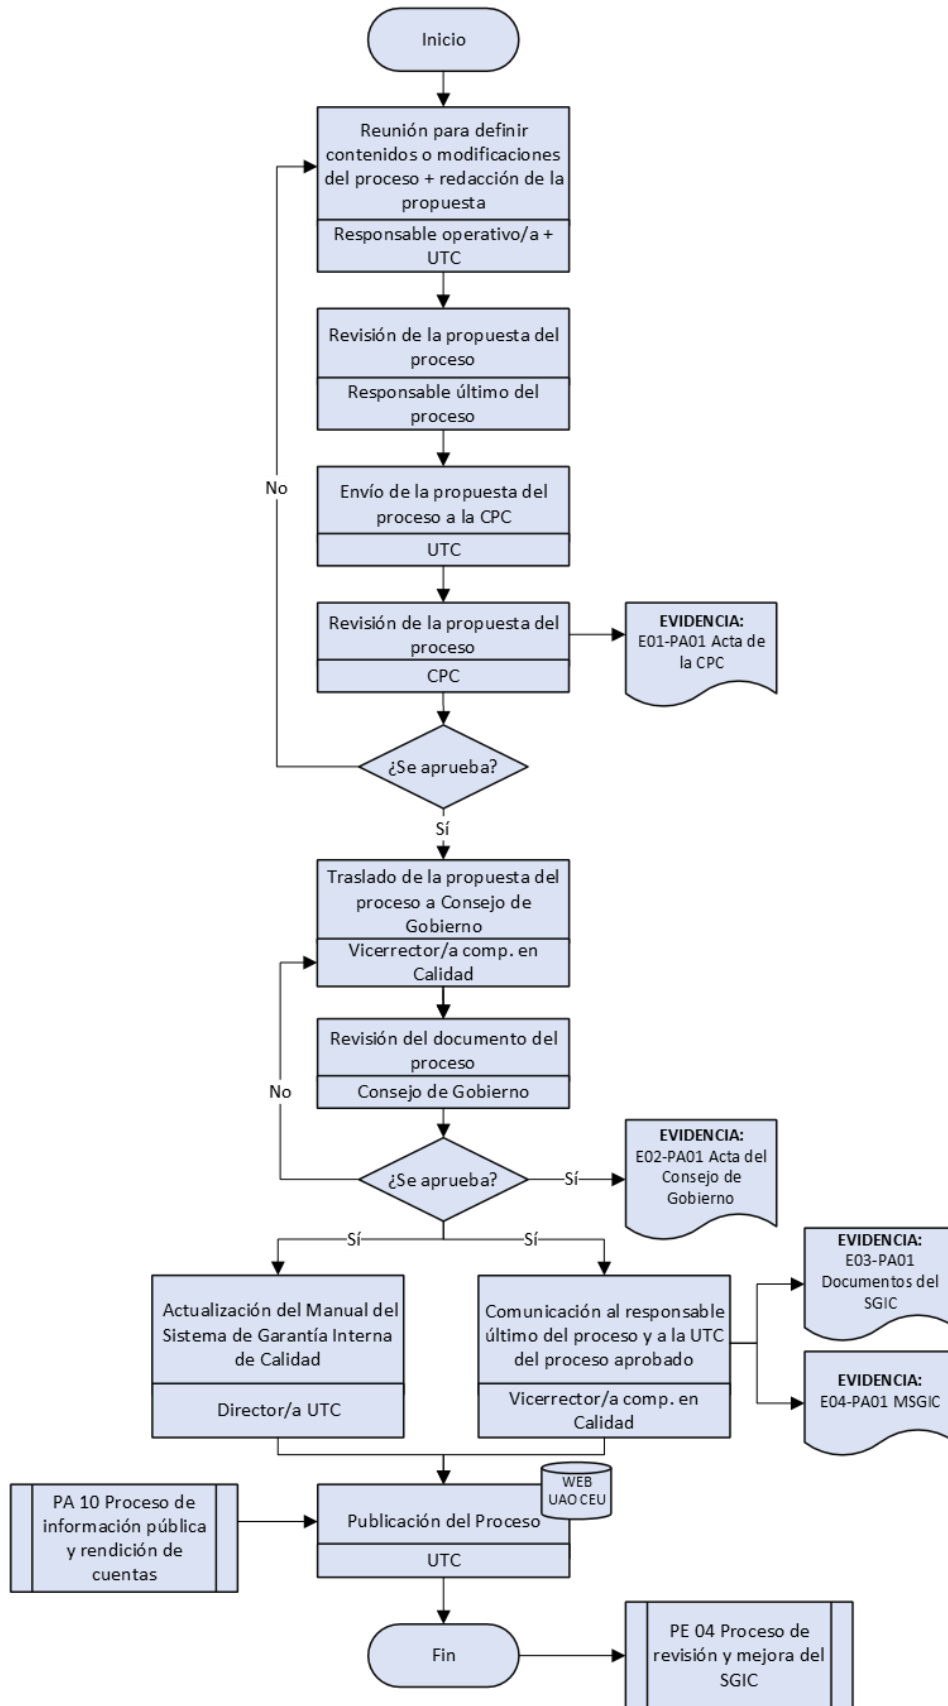 Inicio
Reunión para definir
contenidos o modificaciones
del proceso + redacción de la
propuesta
Responsable operativo/a +
UTC
Revisión de la propuesta del
proceso
Responsable último del
proceso
No
Envío de la propuesta del
proceso a la CPC
UTC
Revisión de la propuesta del
proceso
CPC
EVIDENCIA:
E01-PA01 Acta de
la CPC
¿Se aprueba?
Sí
Traslado de la propuesta del
proceso a Consejo de
Gobierno
Vicerrector/a comp. en
Calidad
Revisión del documento del
proceso
Consejo de Gobierno
No
¿Se aprueba?
Sí
EVIDENCIA:
E02-PA01 Acta del
Consejo de
Gobierno
Sí
Sí
Actualización del Manual del
Sistema de Garantía Interna
de Calidad
Director/a UTC
Comunicación al responsable
último del proceso y a la UTC
del proceso aprobado
Vicerrector/a comp. en
Calidad
EVIDENCIA:
E03-PA01
Documentos del
SGIC
EVIDENCIA:
E04-PA01 MSGIC
PA 10 Proceso de
información pública
y rendición de
cuentas
WEB
UAO CEU
Publicación del Proceso
UTC
Fin
PE 04 Proceso de
revisión y mejora del
SGIC